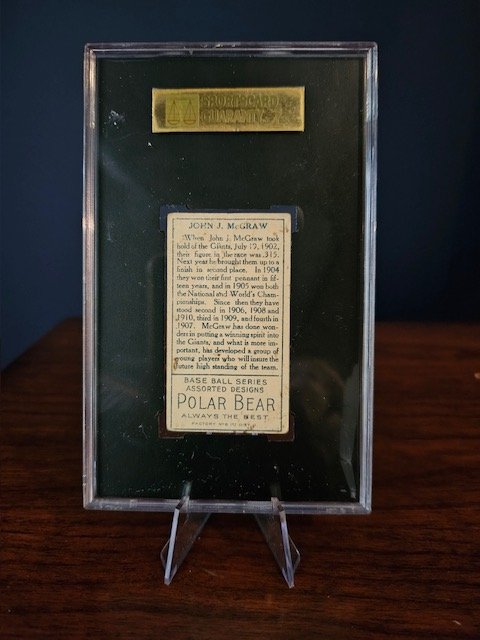 SPORTSCARD
GUARANTY
JOHN J. McGRAW
"When John J. McGraw took
hold of the Giants, July 19, 1902,
their figure in the race was .315.
Next year he brought them up to a
finish in second place. In 1904
they won their first pennant in fif-
teen years, and in 1905 won both
the National and World's Cham-
pionships. Since then they have
stood second in 1906, 1908 and
1910, third in 1909, and fourth in
1907. McGraw has done won-
ders in putting a winning spirit into
the Giants, and what is more im-
portant, has developed a group of
young players who will insure the
future high standing of the team.
BASE BALL SERIES
ASSORTED DESIGNS
POLAR BEAR
ALWAYS THE BEST
FACTORY Nº 6 1ST DIST. O.